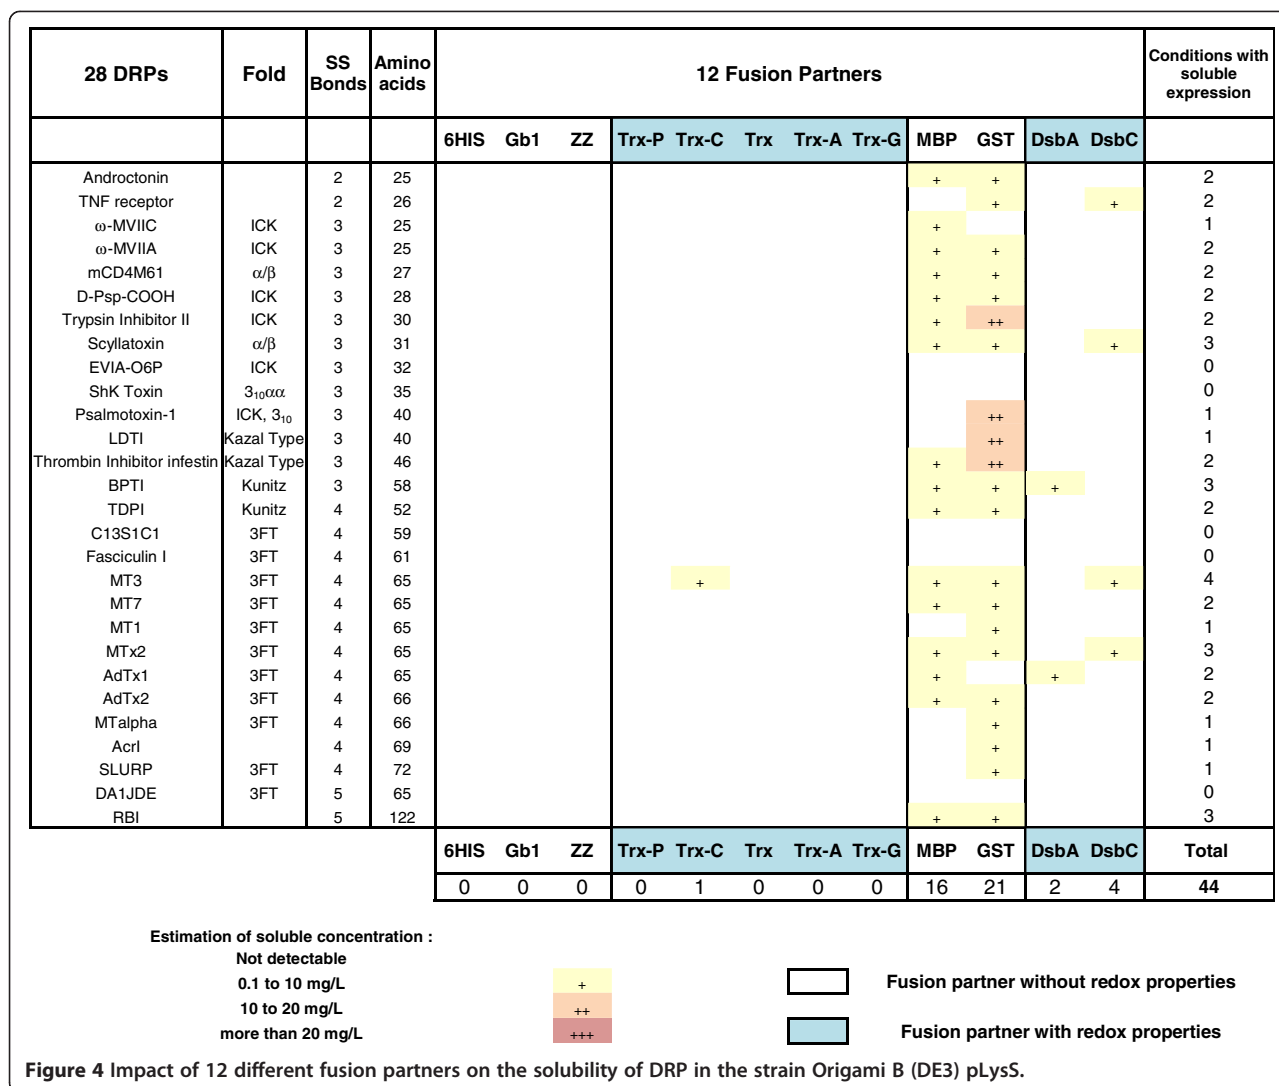 28 DRPs Fold SS Bonds Amino acids 12 Fusion Partners Conditions with soluble expression
6HIS Gb1 ZZ Trx-P Trx-C Trx Trx-A Trx-G MBP GST DsbA DsbC
Androctonin 2 25 + + 2
TNF receptor 2 26 + + 2
ω-MVIIC ICK 3 25 + 1
ω-MVIIA ICK 3 25 + + 2
mCD4M61 α/β 3 27 + + 2
D-Psp-COOH ICK 3 28 + + 2
Trypsin Inhibitor II ICK 3 30 + ++ 2
Scyllatoxin α/β 3 31 + + + 3
EVIA-O6P ICK 3 32 0
ShK Toxin 3₁₀αα 3 35 0
Psalmotoxin-1 ICK, 3₁₀ 3 40 ++ 1
LDTI Kazal Type 3 40 ++ 1
Thrombin Inhibitor infestin Kazal Type 3 46 + ++ 2
BPTI Kunitz 3 58 + + + 3
TDPI Kunitz 4 52 + + 2
C13S1C1 3FT 4 59 0
Fasciculin I 3FT 4 61 0
MT3 3FT 4 65 + + + + 4
MT7 3FT 4 65 + + 2
MT1 3FT 4 65 + 1
MTx2 3FT 4 65 + + + 3
AdTx1 3FT 4 65 + + 2
AdTx2 3FT 4 66 + + 2
MTalpha 3FT 4 66 + 1
AcrI 4 69 + 1
SLURP 3FT 4 72 + 1
DA1JDE 3FT 5 65 0
RBI 5 122 + + 3
6HIS Gb1 ZZ Trx-P Trx-C Trx Trx-A Trx-G MBP GST DsbA DsbC Total
0 0 0 0 1 0 0 0 16 21 2 4 44
Estimation of soluble concentration :
Not detectable
0.1 to 10 mg/L + Fusion partner without redox properties
10 to 20 mg/L ++
more than 20 mg/L +++ Fusion partner with redox properties
Figure 4 Impact of 12 different fusion partners on the solubility of DRP in the strain Origami B (DE3) pLysS.